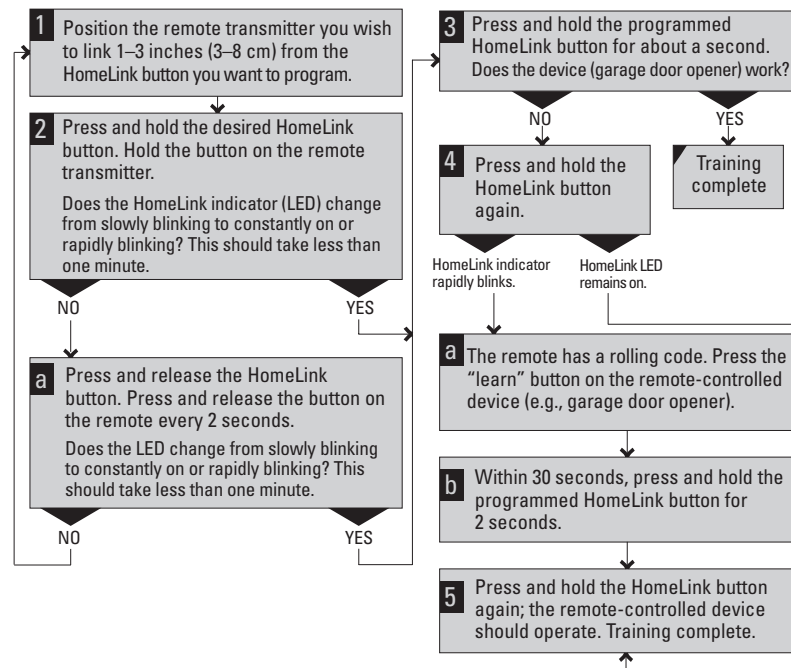 1 Position the remote transmitter you wish
to link 1–3 inches (3–8 cm) from the
HomeLink button you want to program.
2 Press and hold the desired HomeLink
button. Hold the button on the remote
transmitter.
Does the HomeLink indicator (LED) change
from slowly blinking to constantly on or
rapidly blinking? This should take less than
one minute.
NO
YES
a Press and release the HomeLink
button. Press and release the button on
the remote every 2 seconds.
Does the LED change from slowly blinking
to constantly on or rapidly blinking? This
should take less than one minute.
NO
YES
3 Press and hold the programmed
HomeLink button for about a second.
Does the device (garage door opener) work?
NO
YES
4 Press and hold the
HomeLink button
again.
Training
complete
HomeLink indicator
rapidly blinks.
HomeLink LED
remains on.
a The remote has a rolling code. Press the
“learn” button on the remote-controlled
device (e.g., garage door opener).
b Within 30 seconds, press and hold the
programmed HomeLink button for
2 seconds.
5 Press and hold the HomeLink button
again; the remote-controlled device
should operate. Training complete.